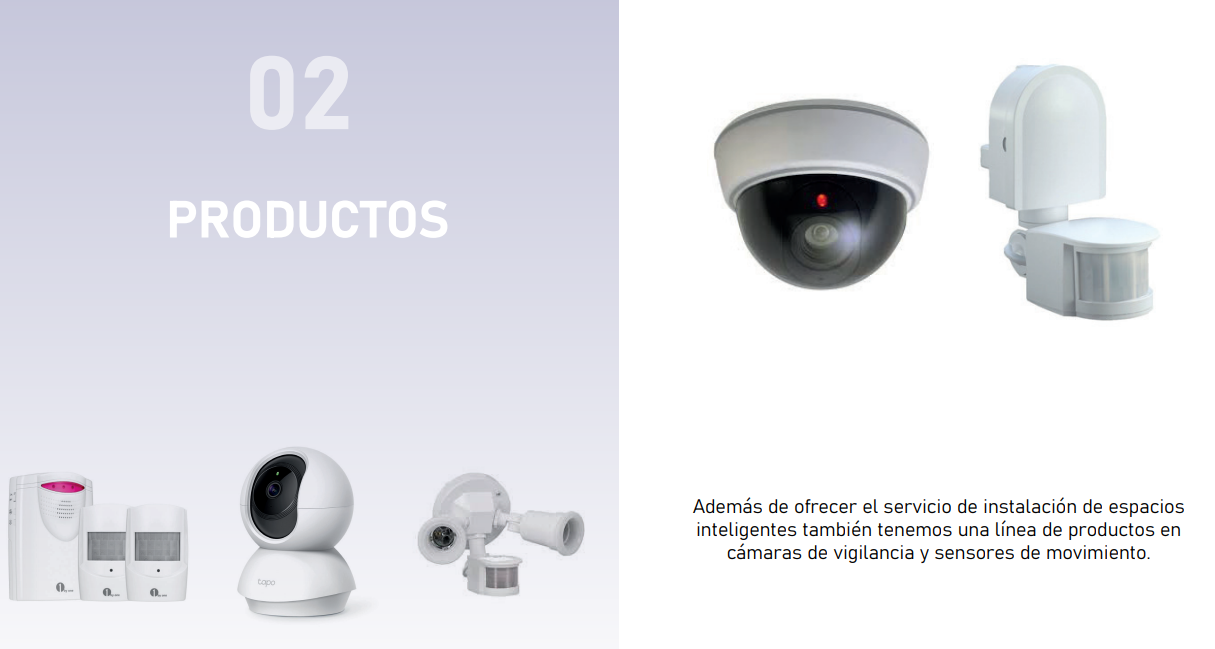 02
PRODUCTOS
tapo
Además de ofrecer el servicio de instalación de espacios
inteligentes también tenemos una línea de productos en
cámaras de vigilancia y sensores de movimiento.